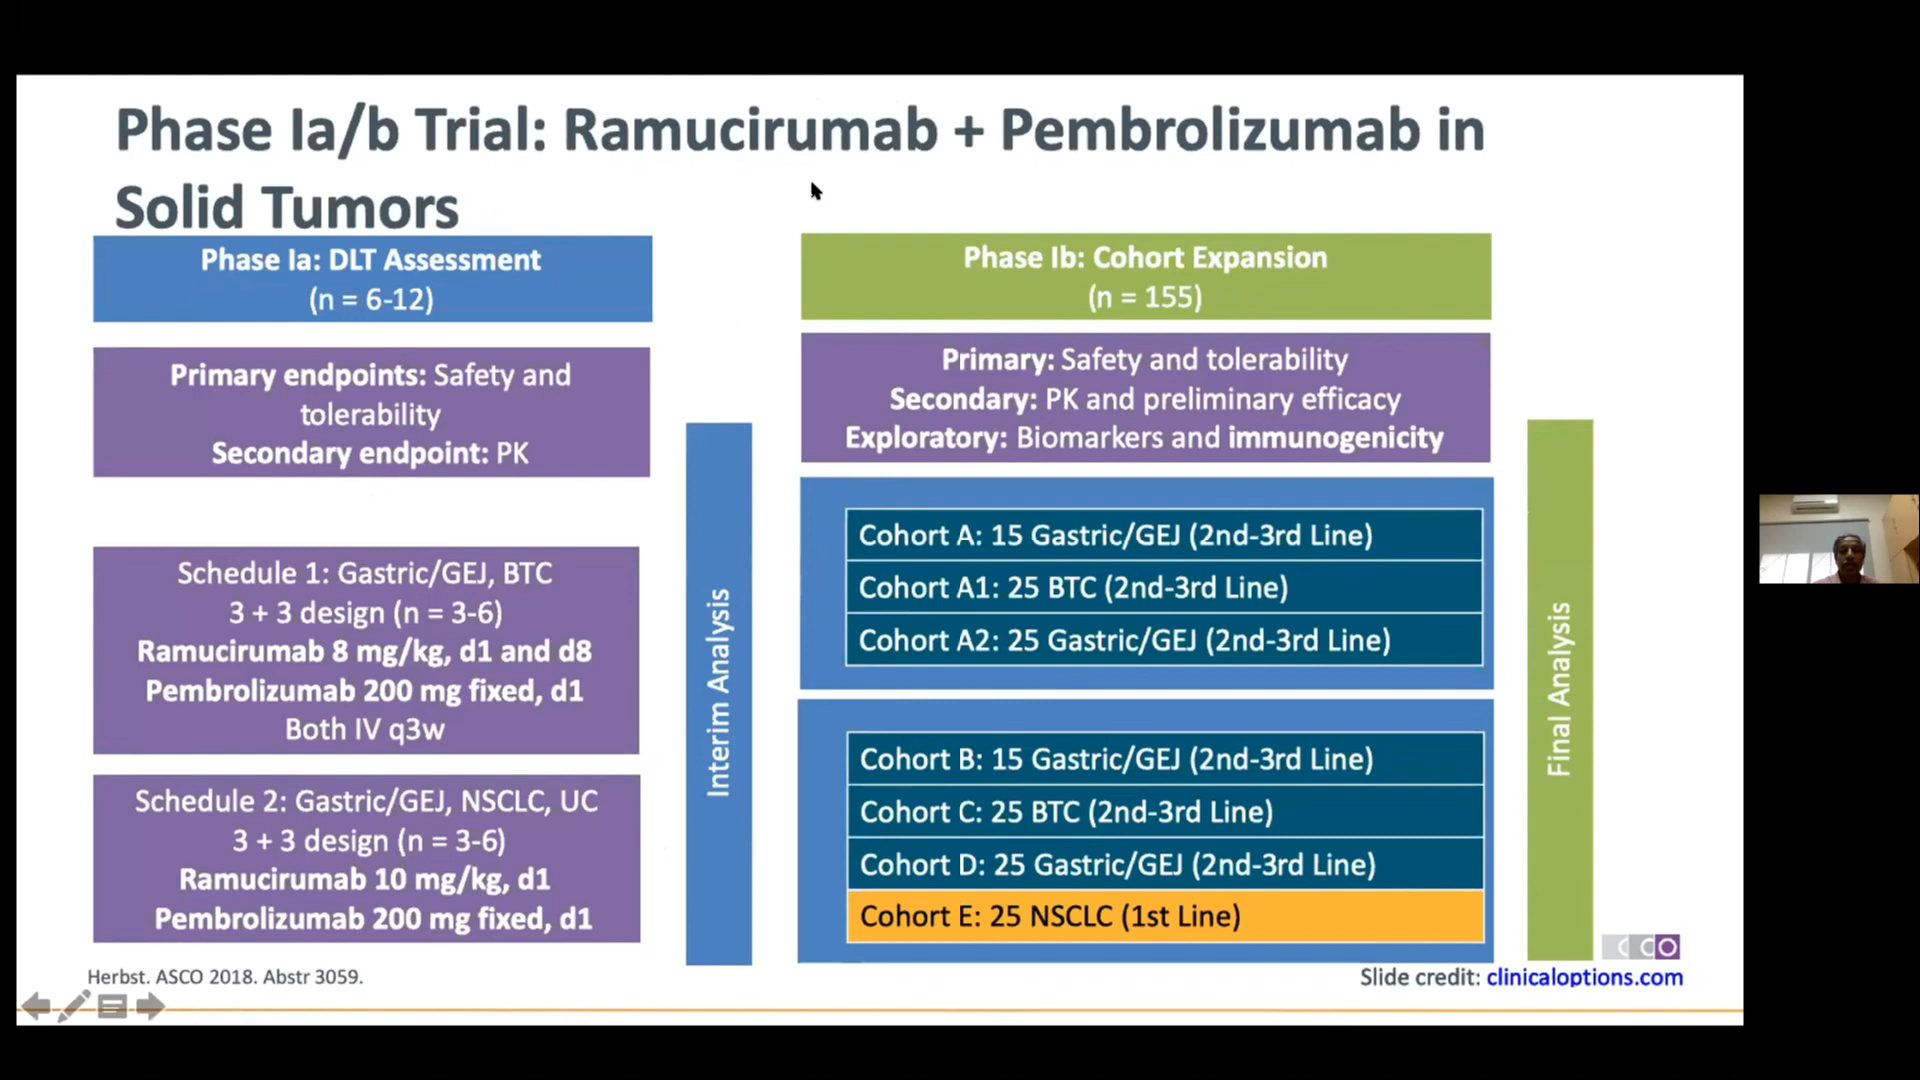 Phase Ia/b Trial: Ramucirumab + Pembrolizumab in
Solid Tumors
Phase Ia: DLT Assessment
(n = 6-12)
Primary endpoints: Safety and
tolerability
Secondary endpoint: PK
Schedule 1: Gastric/GEJ, BTC
3 + 3 design (n = 3-6)
Ramucirumab 8 mg/kg, d1 and d8
Pembrolizumab 200 mg fixed, d1
Both IV q3w
Schedule 2: Gastric/GEJ, NSCLC, UC
3 + 3 design (n = 3-6)
Ramucirumab 10 mg/kg, d1
Pembrolizumab 200 mg fixed, d1
Interim Analysis
Phase Ib: Cohort Expansion
(n = 155)
Primary: Safety and tolerability
Secondary: PK and preliminary efficacy
Exploratory: Biomarkers and immunogenicity
Cohort A: 15 Gastric/GEJ (2nd-3rd Line)
Cohort A1: 25 BTC (2nd-3rd Line)
Cohort A2: 25 Gastric/GEJ (2nd-3rd Line)
Cohort B: 15 Gastric/GEJ (2nd-3rd Line)
Cohort C: 25 BTC (2nd-3rd Line)
Cohort D: 25 Gastric/GEJ (2nd-3rd Line)
Cohort E: 25 NSCLC (1st Line)
Final Analysis
CCO
Herbst. ASCO 2018. Abstr 3059.
Slide credit: clinicaloptions.com